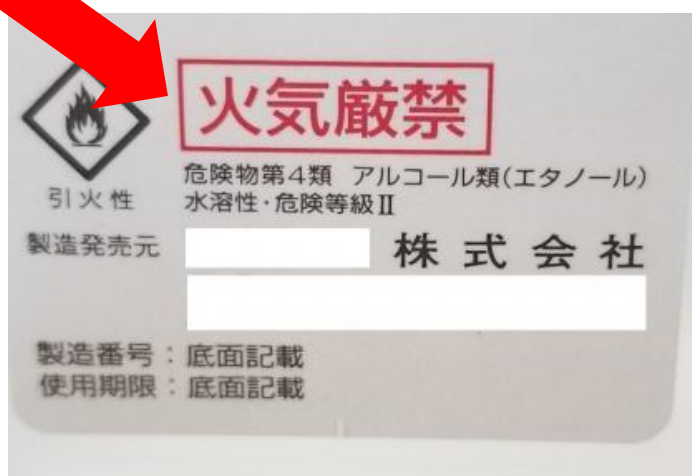 火気厳禁
危険物第4類 アルコール類(エタノール)
水溶性・危険等級Ⅱ
引火性
製造発売元
株式会社
製造番号：底面記載
使用期限：底面記載